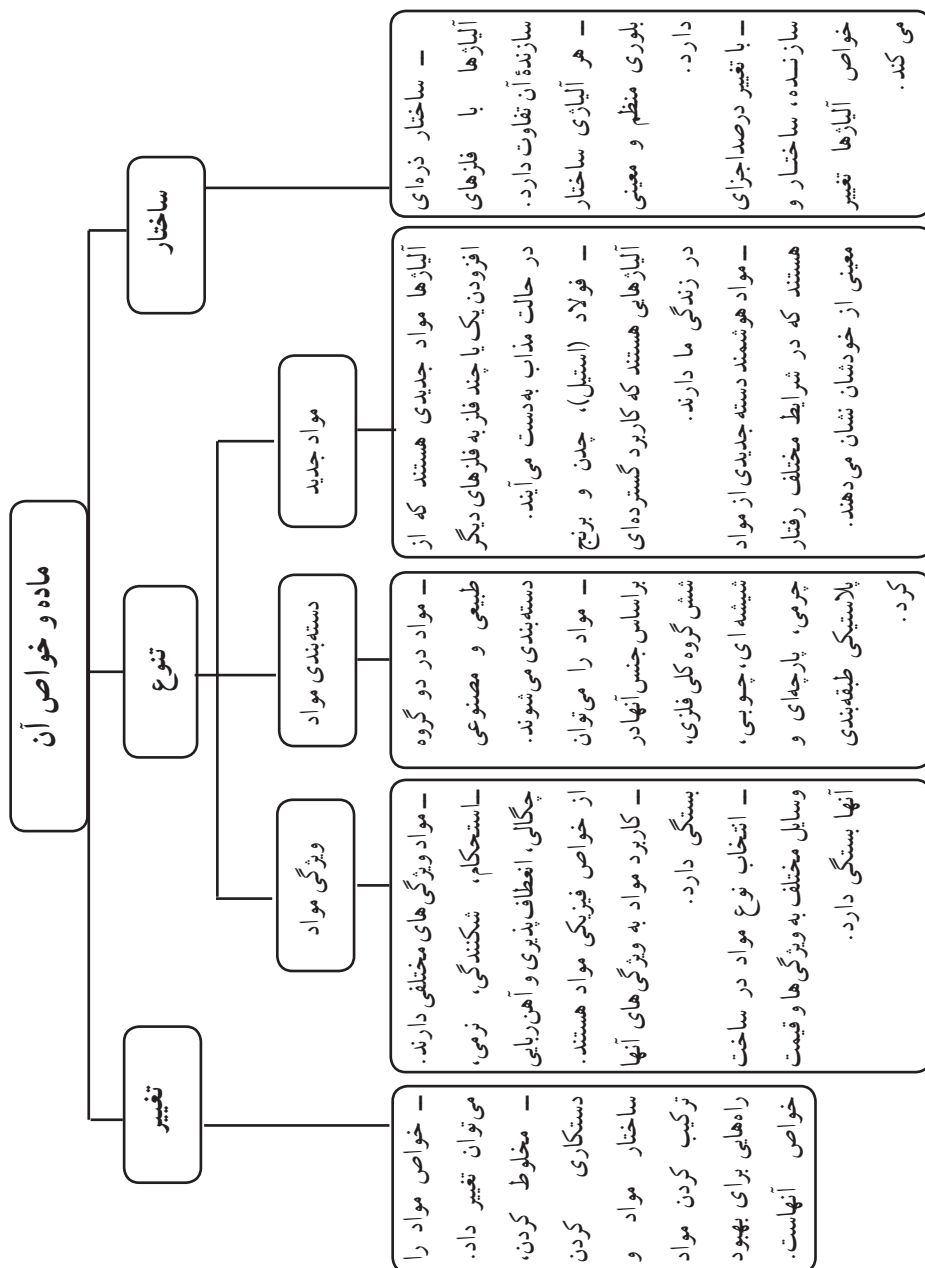 ماده و خواص آن
ساختار
تنوع
تغییر
مواد جدید
دسته‌بندی مواد
ویژگی مواد
– ساختار ذره‌ای
آلیاژها با فلزهای
سازندهٔ آن تفاوت دارد.
– هر آلیاژی ساختار
بلوری منظم و معینی
دارد.
– با تغییر درصد اجزای
سازنده، ساختار و
خواص آلیاژها تغییر
می کند.
آلیاژها مواد جدیدی هستند که از
افزودن یک یا چند فلز به فلزهای دیگر
در حالت مذاب به‌دست می‌آیند.
– فولاد (استیل)، چدن و برنج
آلیاژهایی هستند که کاربرد گسترده‌ای
در زندگی ما دارند.
– مواد هوشمند دسته جدیدی از مواد
هستند که در شرایط مختلف رفتار
معینی از خودشان نشان می‌دهند.
– مواد در دو گروه
طبیعی و مصنوعی
دسته‌بندی می‌شوند.
– مواد را می‌توان
براساس جنس آنهادر
شش گروه کلی فلزی،
شیشه ای، چوبی،
چرمی، پارچه‌ای و
پلاستیکی طبقه‌بندی
کرد.
– مواد ویژگی‌های مختلفی دارند.
–استحکام، شکنندگی، نرمی،
چگالی، انعطاف‌پذیری و آهن‌ربایی
از خواص فیزیکی مواد هستند.
– کاربرد مواد به ویژگی‌های آنها
بستگی دارد.
– انتخاب نوع مواد در ساخت
وسایل مختلف به ویژگی‌ها و قیمت
آنها بستگی دارد.
– خواص مواد را
می‌توان تغییر داد.
– مخلوط کردن،
دستکاری کردن
ساختار مواد و
ترکیب کردن مواد
راه‌هایی برای بهبود
خواص آنهاست.